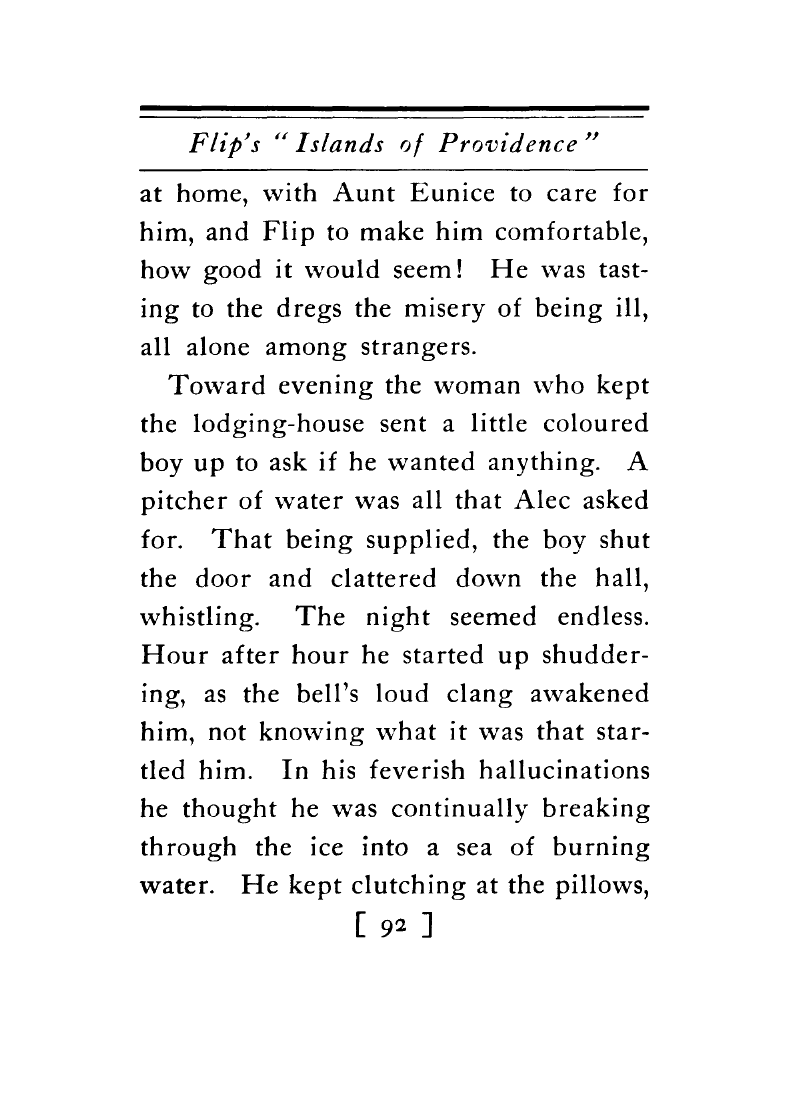 Flip's "Islands of Providence"
at home, with Aunt Eunice to care for
him, and Flip to make him comfortable,
how good it would seem! He was tast-
ing to the dregs the misery of being ill,
all alone among strangers.
Toward evening the woman who kept
the lodging-house sent a little coloured
boy up to ask if he wanted anything. A
pitcher of water was all that Alec asked
for. That being supplied, the boy shut
the door and clattered down the hall,
whistling. The night seemed endless.
Hour after hour he started up shudder-
ing, as the bell's loud clang awakened
him, not knowing what it was that star-
tled him. In his feverish hallucinations
he thought he was continually breaking
through the ice into a sea of burning
water. He kept clutching at the pillows,
[ 92 ]